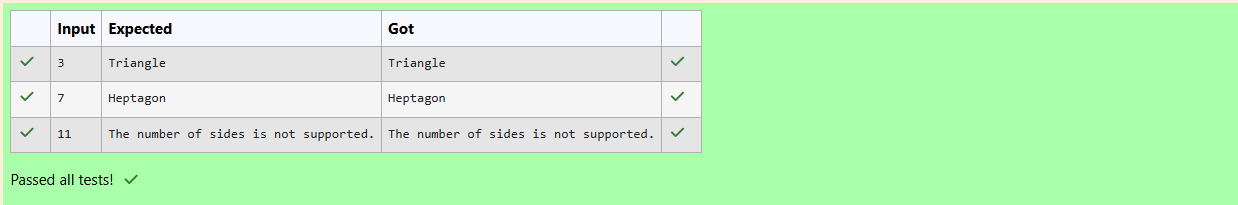 Input Expected Got
3 Triangle Triangle
7 Heptagon Heptagon
11 The number of sides is not supported. The number of sides is not supported.
Passed all tests!